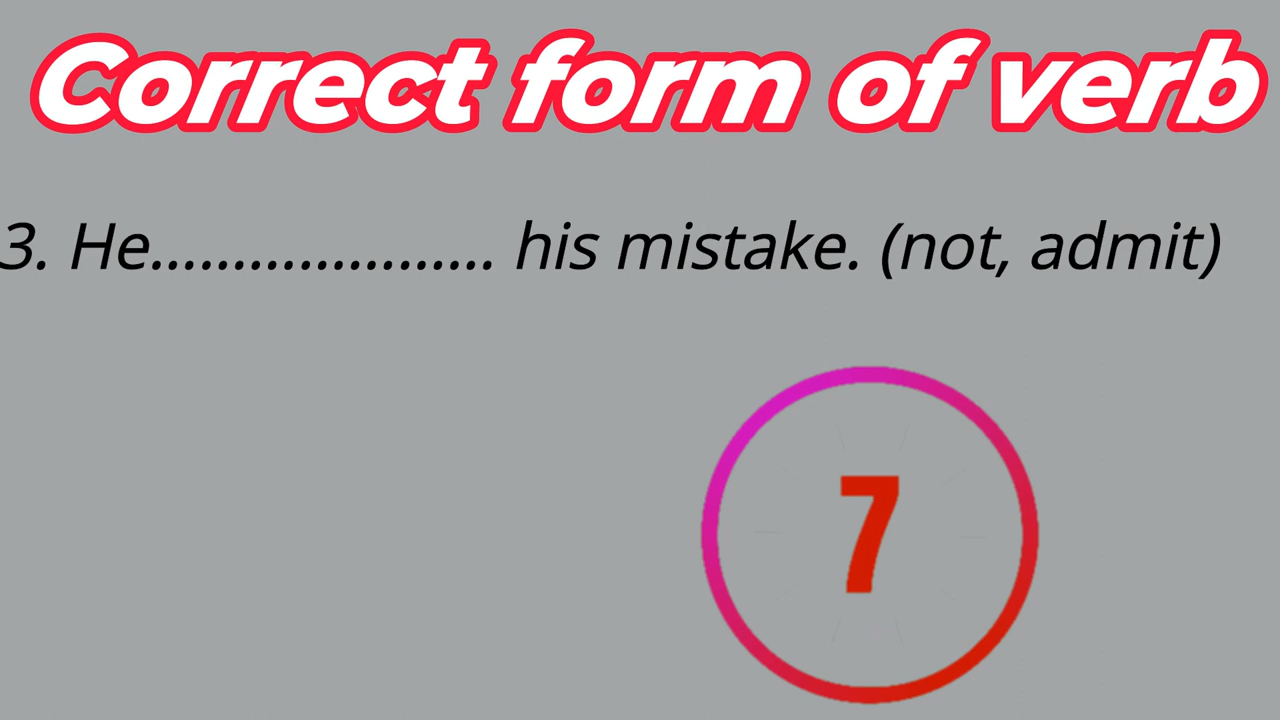 Correct form of verb
3. He..................... his mistake. (not, admit)
7